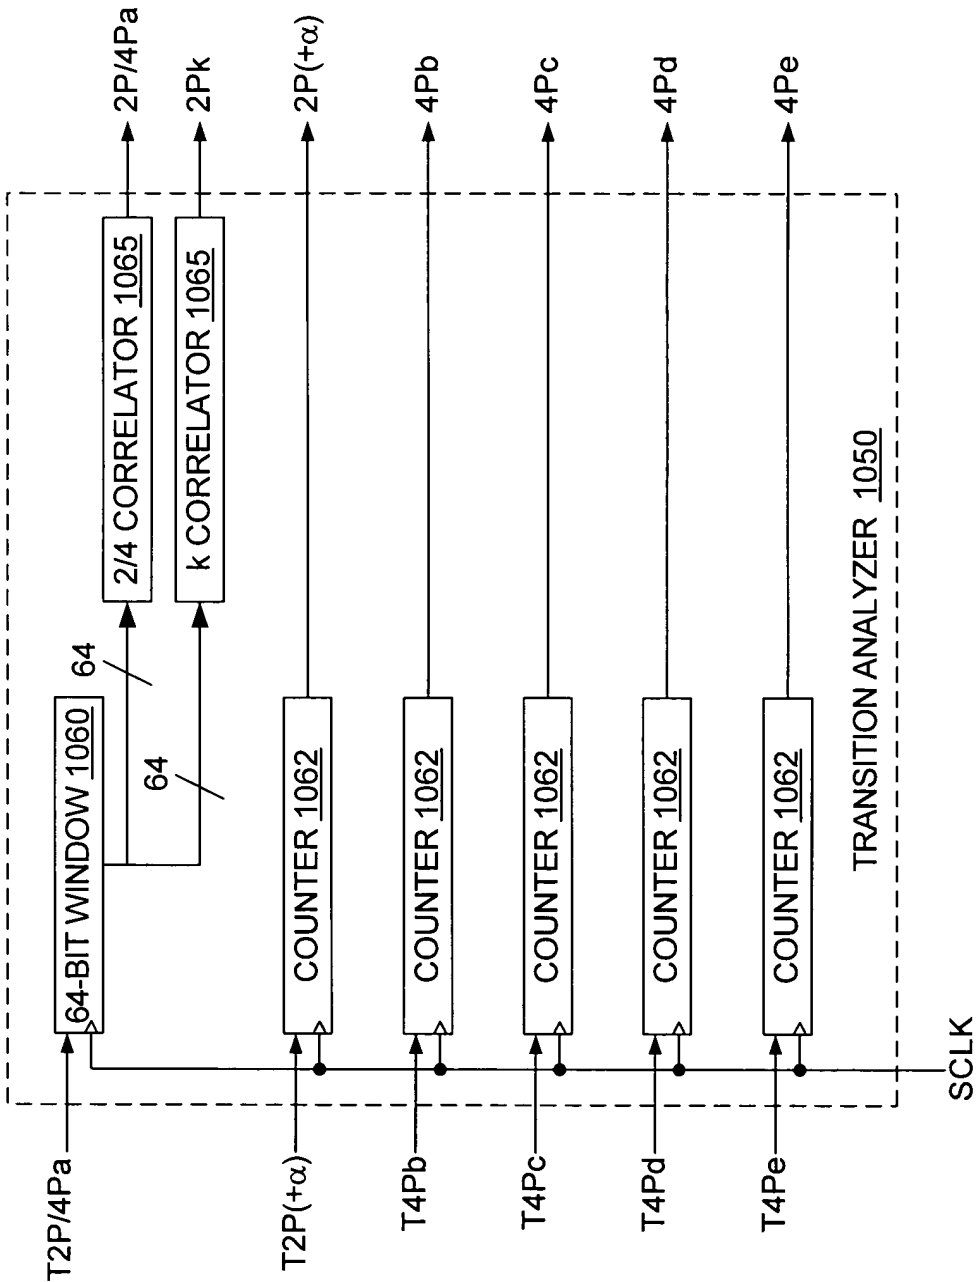 T2P/4Pa
64-BIT WINDOW 1060
64
64
2/4 CORRELATOR 1065
2P/4Pa
k CORRELATOR 1065
2Pk
T2P(+α)
COUNTER 1062
2P(+α)
T4Pb
COUNTER 1062
4Pb
T4Pc
COUNTER 1062
4Pc
T4Pd
COUNTER 1062
4Pd
T4Pe
COUNTER 1062
4Pe
TRANSITION ANALYZER 1050
SCLK